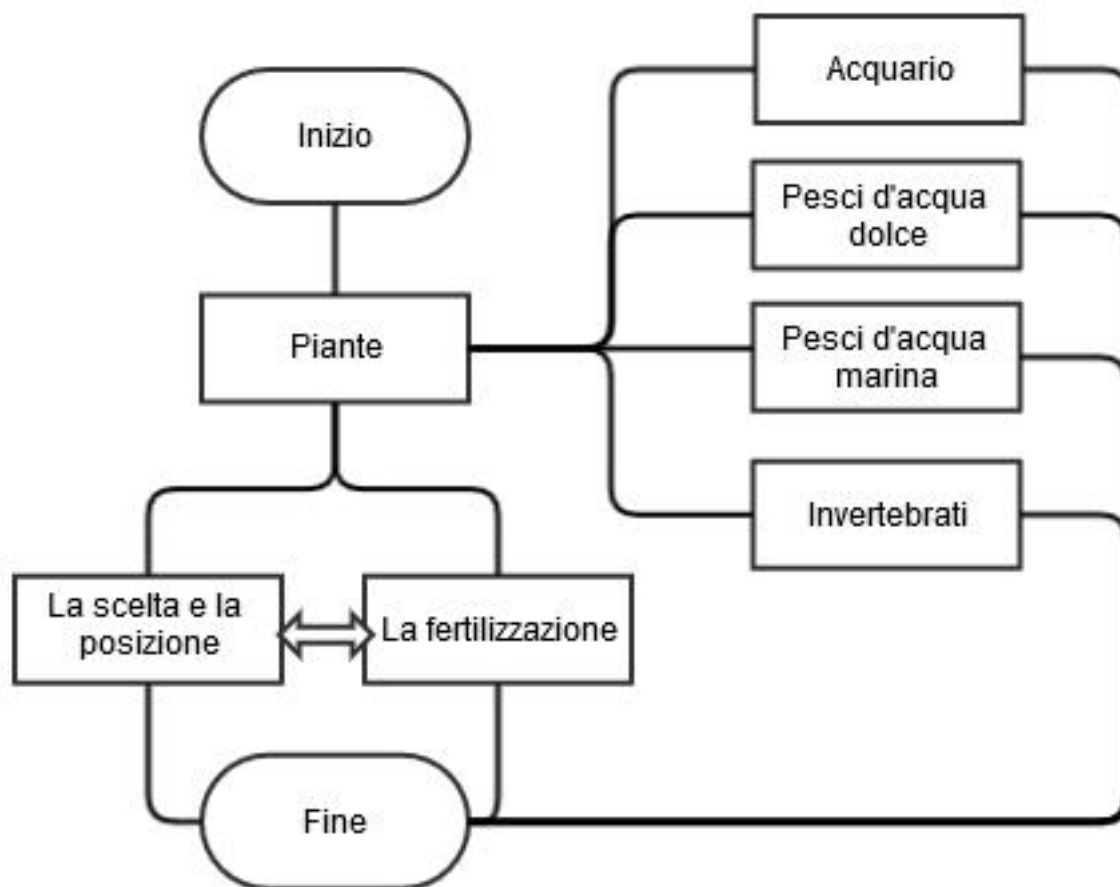 Inizio
Piante
Acquario
Pesci d'acqua
dolce
Pesci d'acqua
marina
Invertebrati
La scelta e la
posizione
La fertilizzazione
Fine